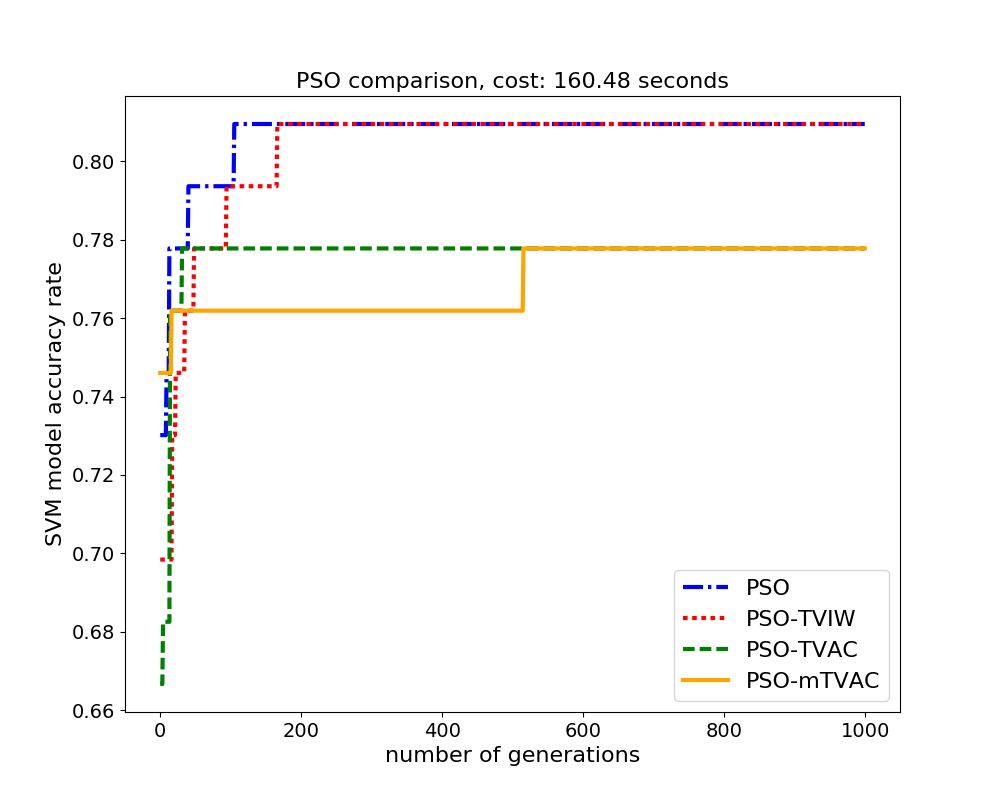 PSO comparison, cost: 160.48 seconds
SVM model accuracy rate
0.80
0.78
0.76
0.74
0.72
0.70
0.68
0.66
0 200 400 600 800 1000
number of generations
PSO
PSO-TVIW
PSO-TVAC
PSO-mTVAC